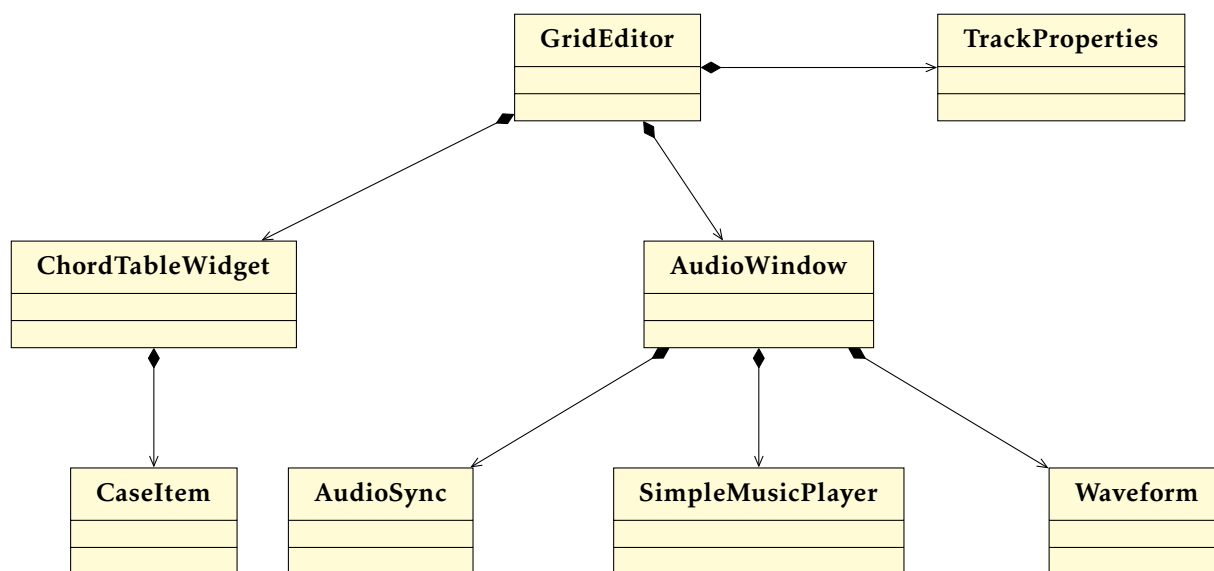 GridEditor
TrackProperties
ChordTableWidget
AudioWindow
CaseItem
AudioSync
SimpleMusicPlayer
Waveform